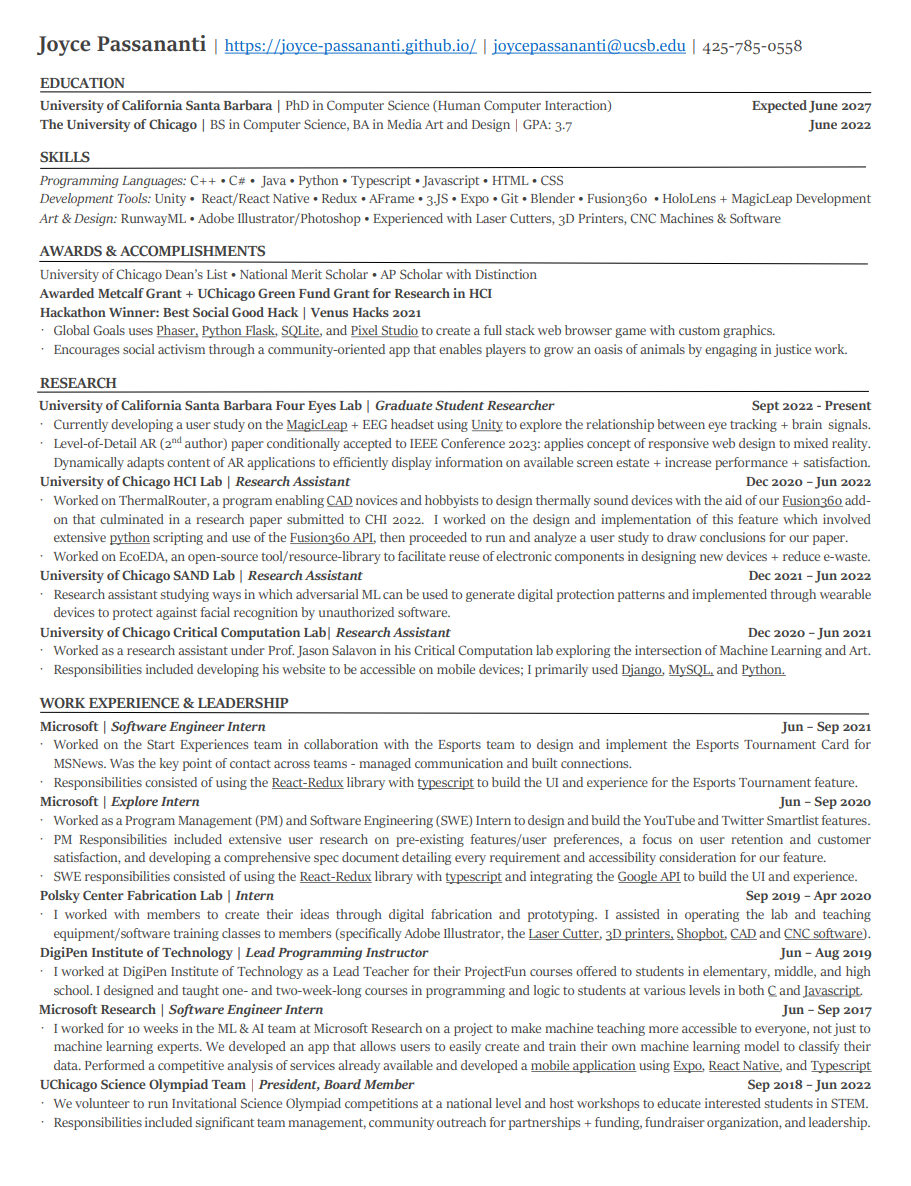 Joyce Passananti | https://joyce-passananti.github.io/ | joycepassananti@ucsb.edu | 425-785-0558
EDUCATION
University of California Santa Barbara | PhD in Computer Science (Human Computer Interaction) Expected June 2027
The University of Chicago | BS in Computer Science, BA in Media Art and Design | GPA: 3.7 June 2022
SKILLS
Programming Languages: C++ • C# • Java • Python • Typescript • Javascript • HTML • CSS
Development Tools: Unity • React/React Native • Redux • AFrame • 3.JS • Expo • Git • Blender • Fusion360 • HoloLens + MagicLeap Development
Art & Design: RunwayML • Adobe Illustrator/Photoshop • Experienced with Laser Cutters, 3D Printers, CNC Machines & Software
AWARDS & ACCOMPLISHMENTS
University of Chicago Dean's List • National Merit Scholar • AP Scholar with Distinction
Awarded Metcalf Grant + UChicago Green Fund Grant for Research in HCI
Hackathon Winner: Best Social Good Hack | Venus Hacks 2021
· Global Goals uses Phaser, Python Flask, SQLite, and Pixel Studio to create a full stack web browser game with custom graphics.
· Encourages social activism through a community-oriented app that enables players to grow an oasis of animals by engaging in justice work.
RESEARCH
University of California Santa Barbara Four Eyes Lab | Graduate Student Researcher Sept 2022 - Present
· Currently developing a user study on the MagicLeap + EEG headset using Unity to explore the relationship between eye tracking + brain signals.
· Level-of-Detail AR (2nd author) paper conditionally accepted to IEEE Conference 2023: applies concept of responsive web design to mixed reality.
Dynamically adapts content of AR applications to efficiently display information on available screen estate + increase performance + satisfaction.
University of Chicago HCI Lab | Research Assistant Dec 2020 – Jun 2022
· Worked on ThermalRouter, a program enabling CAD novices and hobbyists to design thermally sound devices with the aid of our Fusion360 add-
on that culminated in a research paper submitted to CHI 2022. I worked on the design and implementation of this feature which involved
extensive python scripting and use of the Fusion360 API, then proceeded to run and analyze a user study to draw conclusions for our paper.
· Worked on EcoEDA, an open-source tool/resource-library to facilitate reuse of electronic components in designing new devices + reduce e-waste.
University of Chicago SAND Lab | Research Assistant Dec 2021 – Jun 2022
· Research assistant studying ways in which adversarial ML can be used to generate digital protection patterns and implemented through wearable
devices to protect against facial recognition by unauthorized software.
University of Chicago Critical Computation Lab| Research Assistant Dec 2020 – Jun 2021
· Worked as a research assistant under Prof. Jason Salavon in his Critical Computation lab exploring the intersection of Machine Learning and Art.
· Responsibilities included developing his website to be accessible on mobile devices; I primarily used Django, MySQL, and Python.
WORK EXPERIENCE & LEADERSHIP
Microsoft | Software Engineer Intern Jun – Sep 2021
· Worked on the Start Experiences team in collaboration with the Esports team to design and implement the Esports Tournament Card for
MSNews. Was the key point of contact across teams - managed communication and built connections.
· Responsibilities consisted of using the React-Redux library with typescript to build the UI and experience for the Esports Tournament feature.
Microsoft | Explore Intern Jun – Sep 2020
· Worked as a Program Management (PM) and Software Engineering (SWE) Intern to design and build the YouTube and Twitter Smartlist features.
· PM Responsibilities included extensive user research on pre-existing features/user preferences, a focus on user retention and customer
satisfaction, and developing a comprehensive spec document detailing every requirement and accessibility consideration for our feature.
· SWE responsibilities consisted of using the React-Redux library with typescript and integrating the Google API to build the UI and experience.
Polsky Center Fabrication Lab | Intern Sep 2019 – Apr 2020
· I worked with members to create their ideas through digital fabrication and prototyping. I assisted in operating the lab and teaching
equipment/software training classes to members (specifically Adobe Illustrator, the Laser Cutter, 3D printers, Shopbot, CAD and CNC software).
DigiPen Institute of Technology | Lead Programming Instructor Jun – Aug 2019
· I worked at DigiPen Institute of Technology as a Lead Teacher for their ProjectFun courses offered to students in elementary, middle, and high
school. I designed and taught one- and two-week-long courses in programming and logic to students at various levels in both C and Javascript.
Microsoft Research | Software Engineer Intern Jun – Sep 2017
· I worked for 10 weeks in the ML & AI team at Microsoft Research on a project to make machine teaching more accessible to everyone, not just to
machine learning experts. We developed an app that allows users to easily create and train their own machine learning model to classify their
data. Performed a competitive analysis of services already available and developed a mobile application using Expo, React Native, and Typescript
UChicago Science Olympiad Team | President, Board Member Sep 2018 – Jun 2022
· We volunteer to run Invitational Science Olympiad competitions at a national level and host workshops to educate interested students in STEM.
· Responsibilities included significant team management, community outreach for partnerships + funding, fundraiser organization, and leadership.